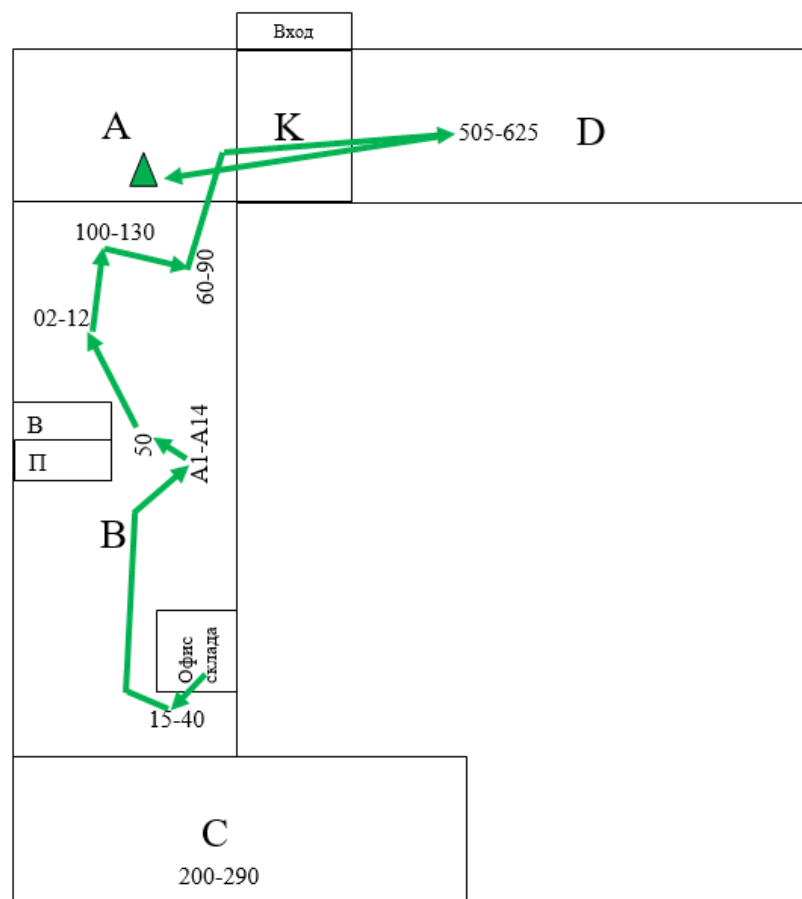 Вход
A
K
505-625
D
100-130
60-90
02-12
В
П
50
A1-A14
B
Офис
склада
15-40
C
200-290